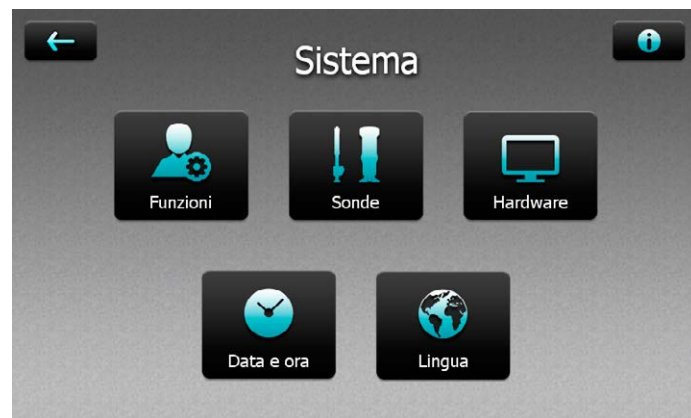 Sistema
Funzioni
Sonde
Hardware
Data e ora
Lingua